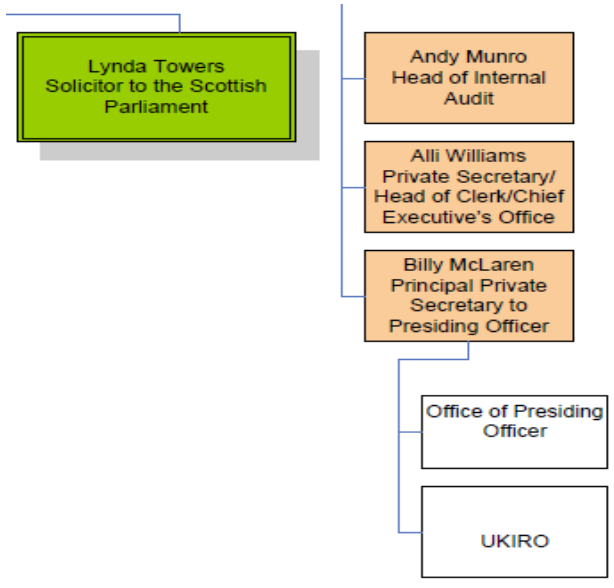 Lynda Towers
Solicitor to the Scottish
Parliament
Andy Munro
Head of Internal
Audit
Alli Williams
Private Secretary/
Head of Clerk/Chief
Executive's Office
Billy McLaren
Principal Private
Secretary to
Presiding Officer
Office of Presiding
Officer
UKIRO